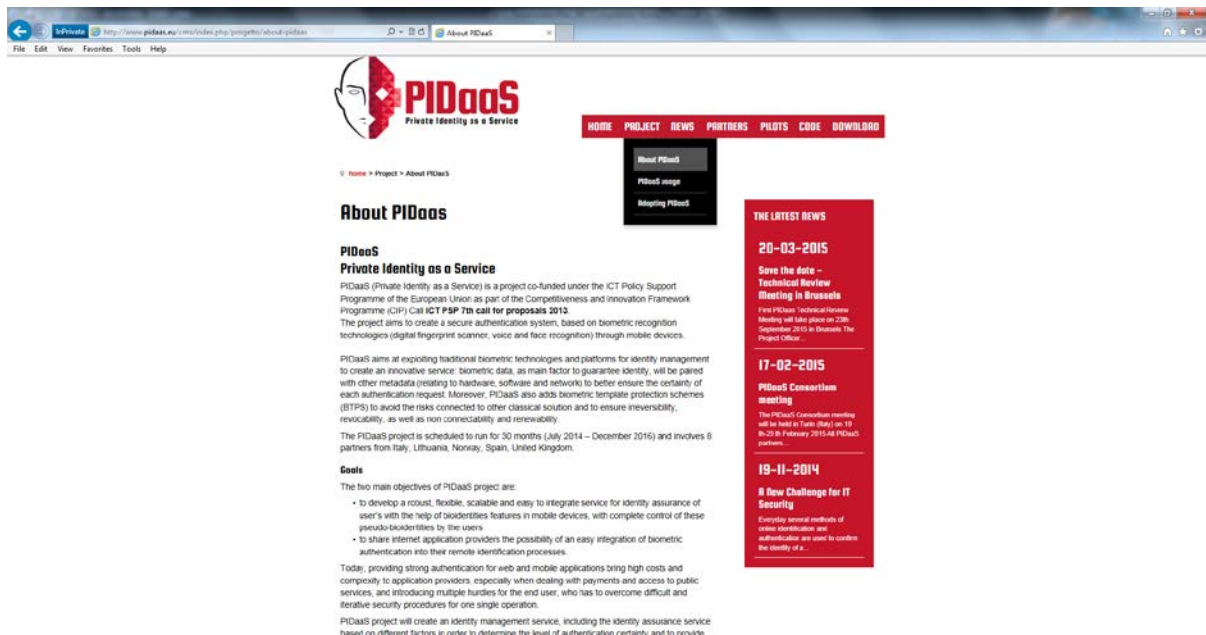 InPrivate http://www.pidaas.eu/cms/index.php/progetto/about-pidaas
About PIDaaS
File Edit View Favorites Tools Help
PIDaaS
Private Identity as a Service
HOME PROJECT NEWS PARTNERS PILOTS CODE DOWNLOAD
About PIDaaS
PIDaaS usage
Adopting PIDaaS
home > Project > About PIDaaS
About PIDaas
PIDaaS
Private Identity as a Service
PIDaaS (Private Identity as a Service) is a project co-funded under the ICT Policy Support
Programme of the European Union as part of the Competitiveness and Innovation Framework
Programme (CIP) Call ICT PSP 7th call for proposals 2013.
The project aims to create a secure authentication system, based on biometric recognition
technologies (digital fingerprint scanner, voice and face recognition) through mobile devices.
PIDaaS aims at exploiting traditional biometric technologies and platforms for identity management
to create an innovative service: biometric data, as main factor to guarantee identity, will be paired
with other metadata (relating to hardware, software and network) to better ensure the certainty of
each authentication request. Moreover, PIDaaS also adds biometric template protection schemes
(BTPS) to avoid the risks connected to other classical solution and to ensure irreversibility,
revocability, as well as non connectability and renewability.
The PIDaaS project is scheduled to run for 30 months (July 2014 – December 2016) and involves 8
partners from Italy, Lithuania, Norway, Spain, United Kingdom.
Goals
The two main objectives of PIDaaS project are:
• to develop a robust, flexible, scalable and easy to integrate service for identity assurance of
user's with the help of bioidentities features in mobile devices, with complete control of these
pseudo-bioidentities by the users
• to share internet application providers the possibility of an easy integration of biometric
authentication into their remote identification processes.
Today, providing strong authentication for web and mobile applications bring high costs and
complexity to application providers, especially when dealing with payments and access to public
services, and introducing multiple hurdles for the end user, who has to overcome difficult and
iterative security procedures for one single operation.
PIDaaS project will create an identity management service, including the identity assurance service
based on different factors in order to determine the level of authentication certainty and to provide
THE LATEST NEWS
20-03-2015
Save the date –
Technical Review
Meeting in Brussels
First PIDaas Technical Review
Meeting will take place on 23th
September 2015 in Brussels The
Project Officer...
17-02-2015
PIDaaS Consortium
meeting
The PIDaaS Consortium meeting
will be held in Turin (Italy) on 19
th-20 th February 2015 All PIDaaS
partners...
19-11-2014
A new Challenge for IT
Security
Everyday several methods of
online identification and
authentication are used to confirm
the identity of a...